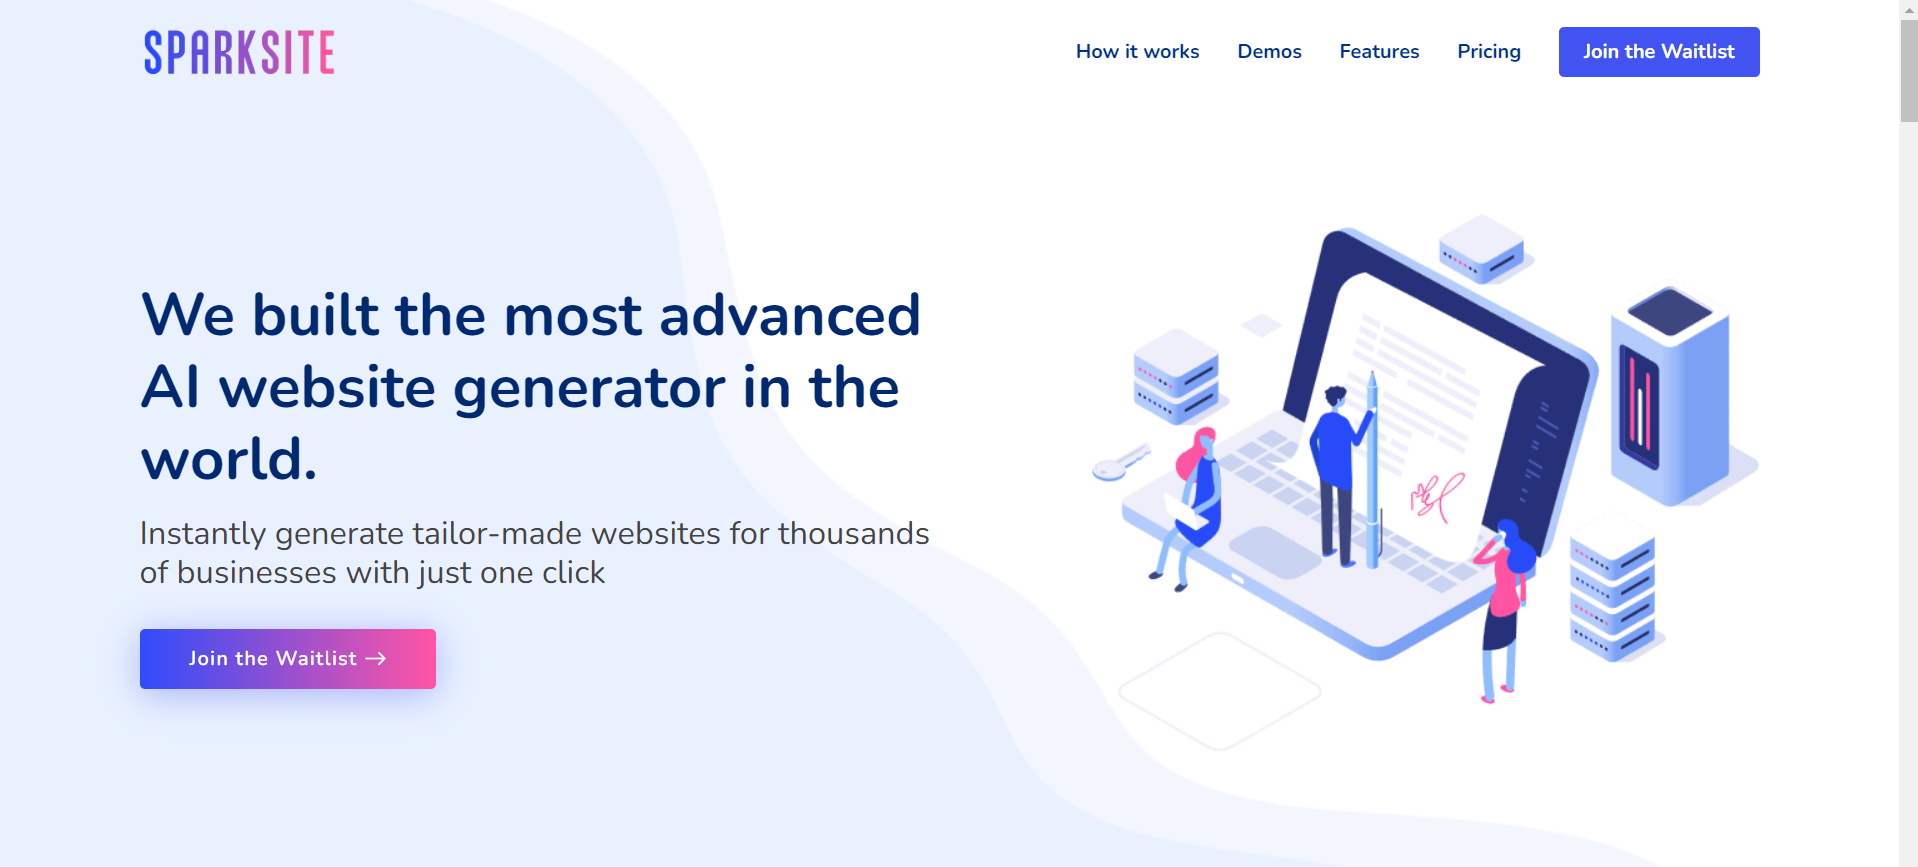 SPARKSITE
How it works
Demos
Features
Pricing
Join the Waitlist
We built the most advanced
AI website generator in the
world.
Instantly generate tailor-made websites for thousands
of businesses with just one click
Join the Waitlist →